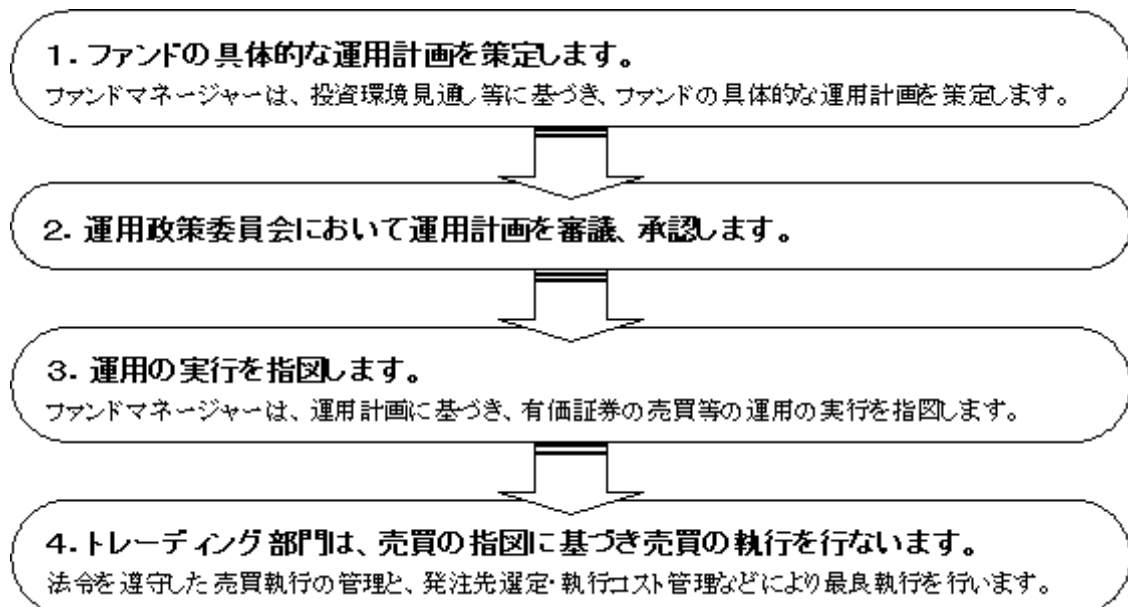 1. ファンドの具体的な運用計画を策定します。
ファンドマネージャーは、投資環境見通し等に基づき、ファンドの具体的な運用計画を策定します。
2. 運用政策委員会において運用計画を審議、承認します。
3. 運用の実行を指図します。
ファンドマネージャーは、運用計画に基づき、有価証券の売買等の運用の実行を指図します。
4. トレーディング部門は、売買の指図に基づき売買の執行を行ないます。
法令を遵守した売買執行の管理と、発注先選定・執行コスト管理などにより最良執行を行います。